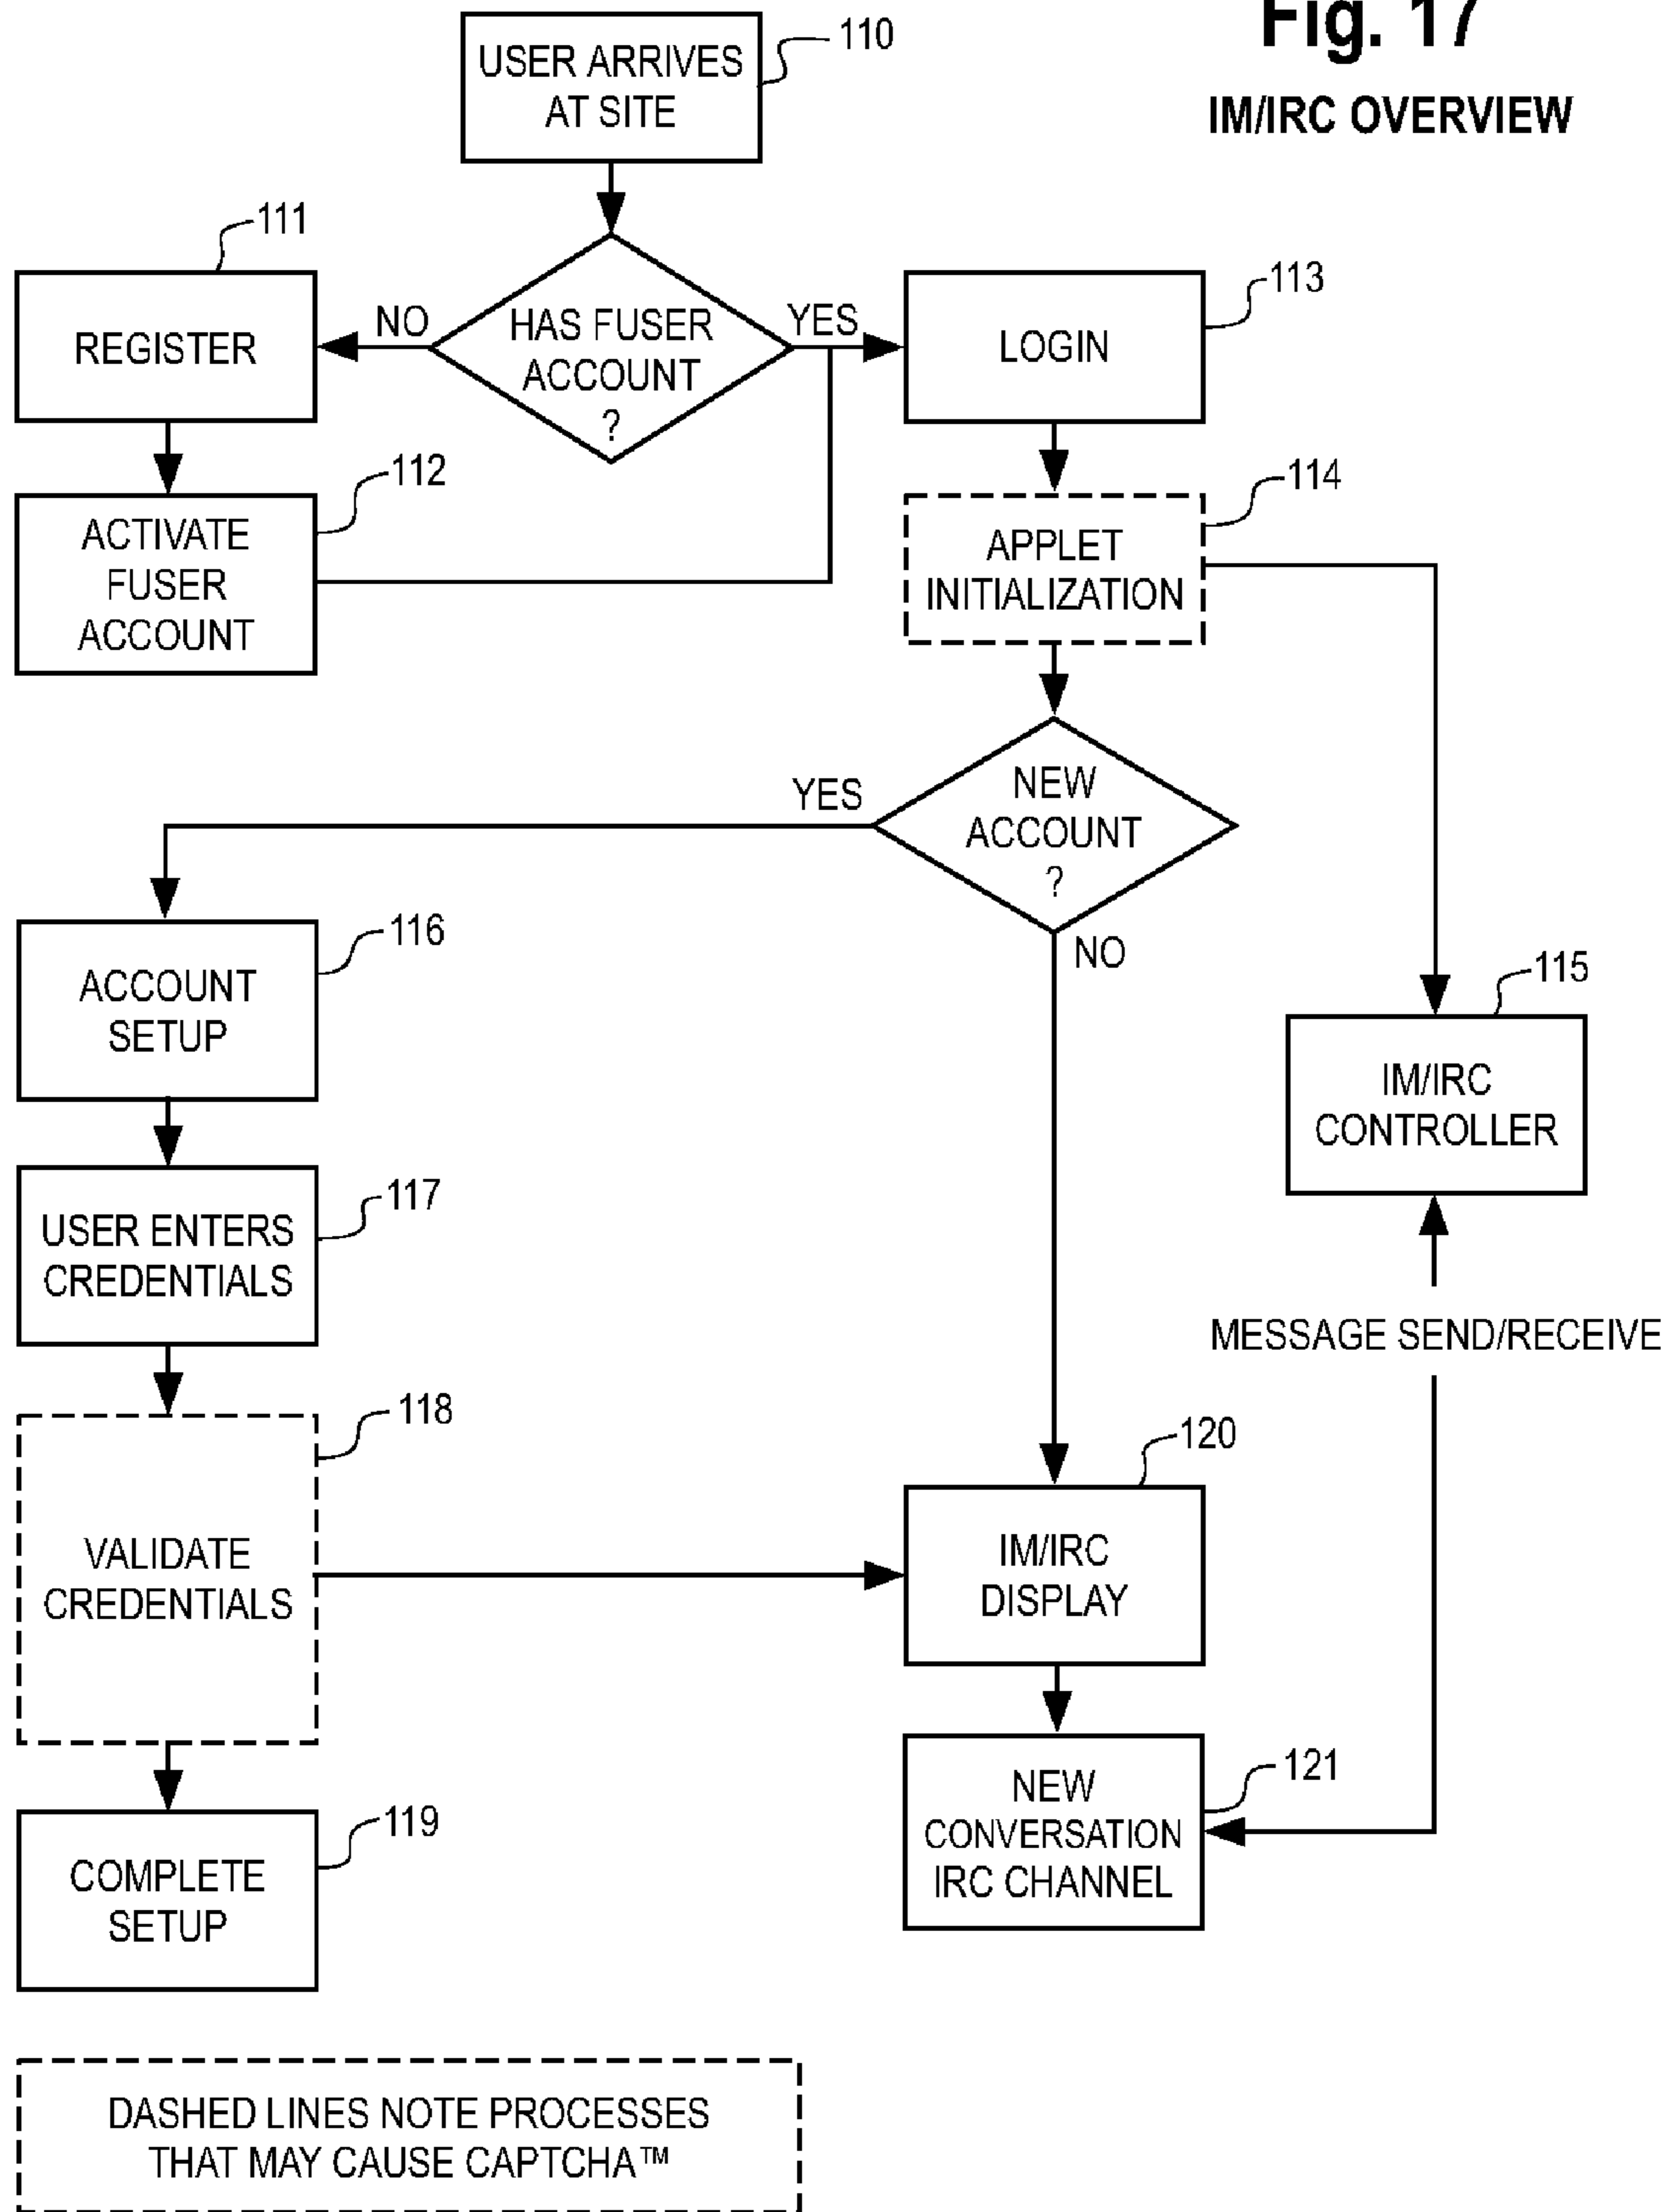 Fig. 17
IM/IRC OVERVIEW
USER ARRIVES
AT SITE
110
111
REGISTER
NO
HAS FUSER
ACCOUNT
?
YES
LOGIN
113
112
ACTIVATE
FUSER
ACCOUNT
APPLET
INITIALIZATION
114
YES
NEW
ACCOUNT
?
NO
116
ACCOUNT
SETUP
115
IM/IRC
CONTROLLER
117
USER ENTERS
CREDENTIALS
MESSAGE SEND/RECEIVE
118
VALIDATE
CREDENTIALS
120
IM/IRC
DISPLAY
119
COMPLETE
SETUP
121
NEW
CONVERSATION
IRC CHANNEL
DASHED LINES NOTE PROCESSES
THAT MAY CAUSE CAPTCHA™